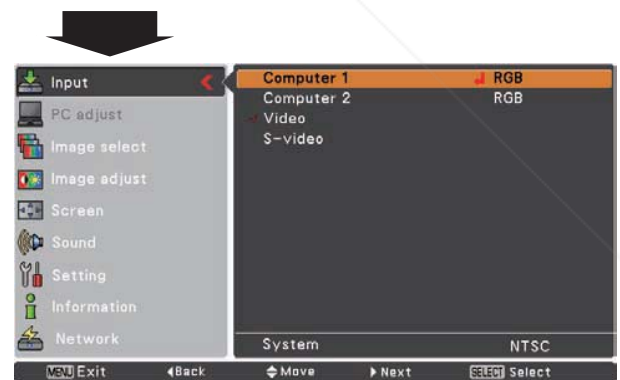 Input
PC adjust
Image select
Image adjust
Screen
Sound
Setting
Information
Network
Computer 1 RGB
Computer 2 RGB
Video
S-video
System NTSC
MENU Exit Back Move Next SELECT Select